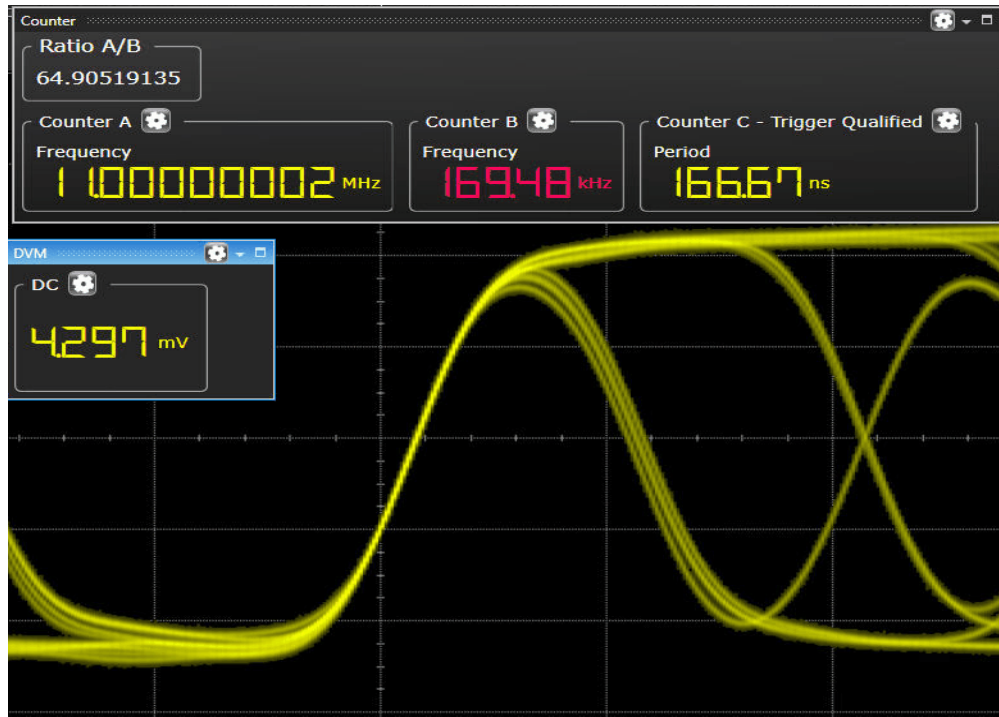 Counter
Ratio A/B
64.90519135
Counter A
Counter B
Counter C - Trigger Qualified
Frequency
Frequency
Period
11.00000002 MHz
169.48 kHz
166.67 ns
DVM
DC
4.297 mV